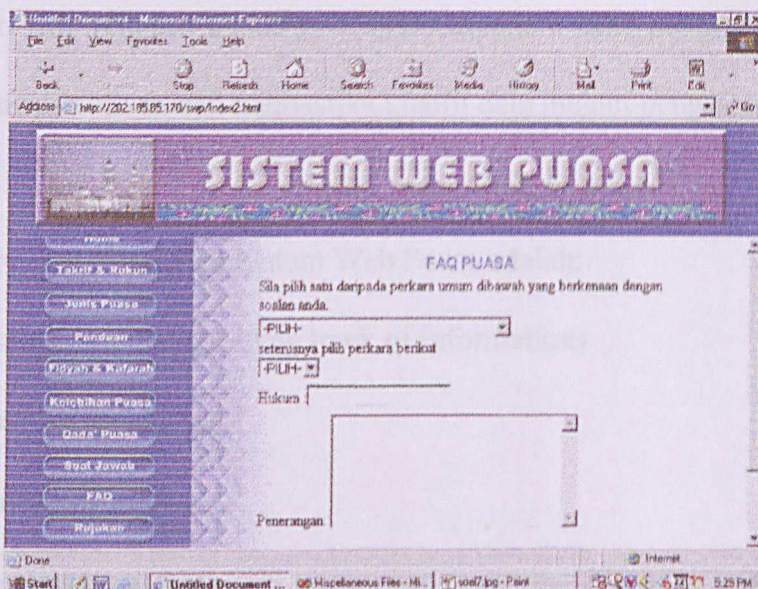 Untitled Document - Microsoft Internet Explorer
File Edit View Favorites Tools Help
Back Stop Refresh Home Search Favorites Media History Mail Print Edit
Address http://202.185.85.170/swp/index2.html Go
SISTEM WEB PUASA
Home
Takrif & Rukun
Jenis Puasa
Panduan
Fidyah & Kafarah
Kelebihan Puasa
Qada' Puasa
Soal Jawab
FAQ
Rujukan
FAQ PUASA
Sila pilih satu daripada perkara umum dibawah yang berkenaan dengan
soalan anda.
-PILIH-
seterusnya pilih perkara berikut
-PILIH-
Hukum :
Penerangan:
Done Internet
Start Untitled Document ... Miscellaneous Files - Mi... soal7.jpg - Paint 5:25 PM